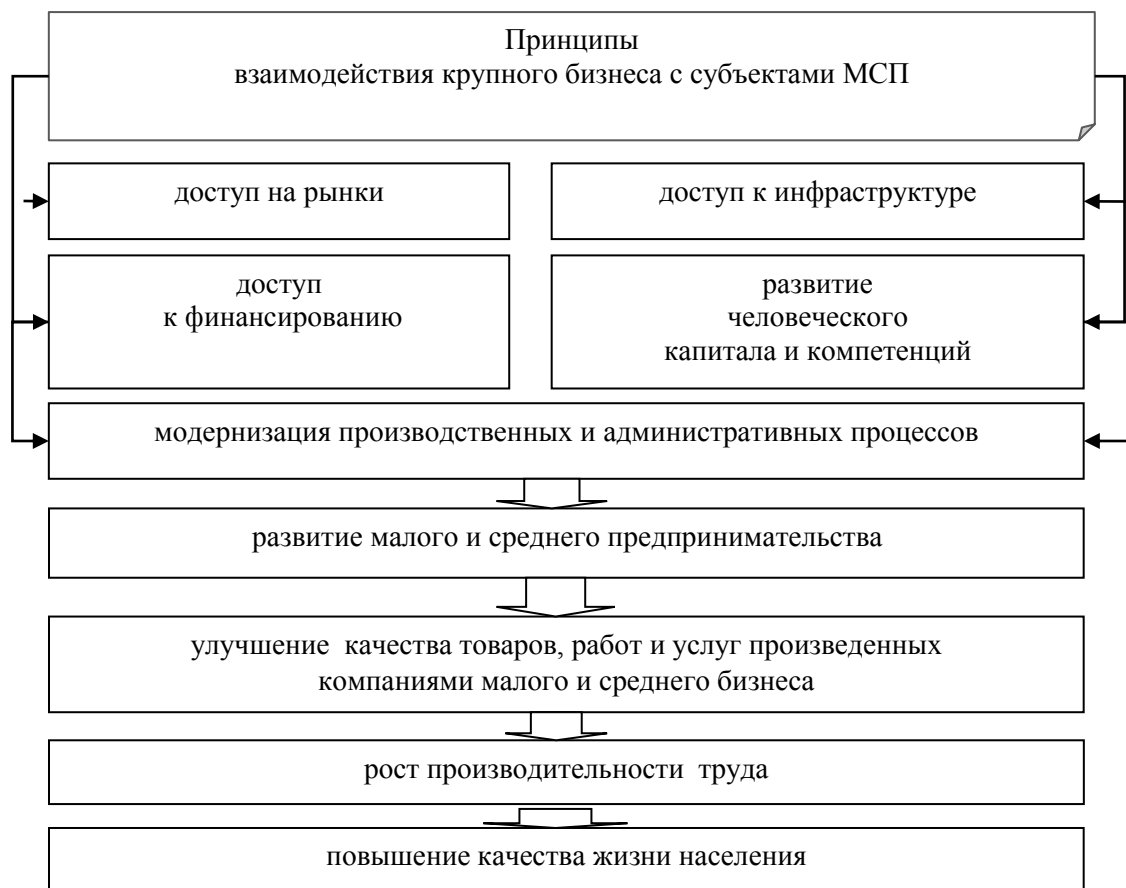 Принципы
взаимодействия крупного бизнеса с субъектами МСП
доступ на рынки
доступ к инфраструктуре
доступ
к финансированию
развитие
человеческого
капитала и компетенций
модернизация производственных и административных процессов
развитие малого и среднего предпринимательства
улучшение качества товаров, работ и услуг произведенных
компаниями малого и среднего бизнеса
рост производительности труда
повышение качества жизни населения